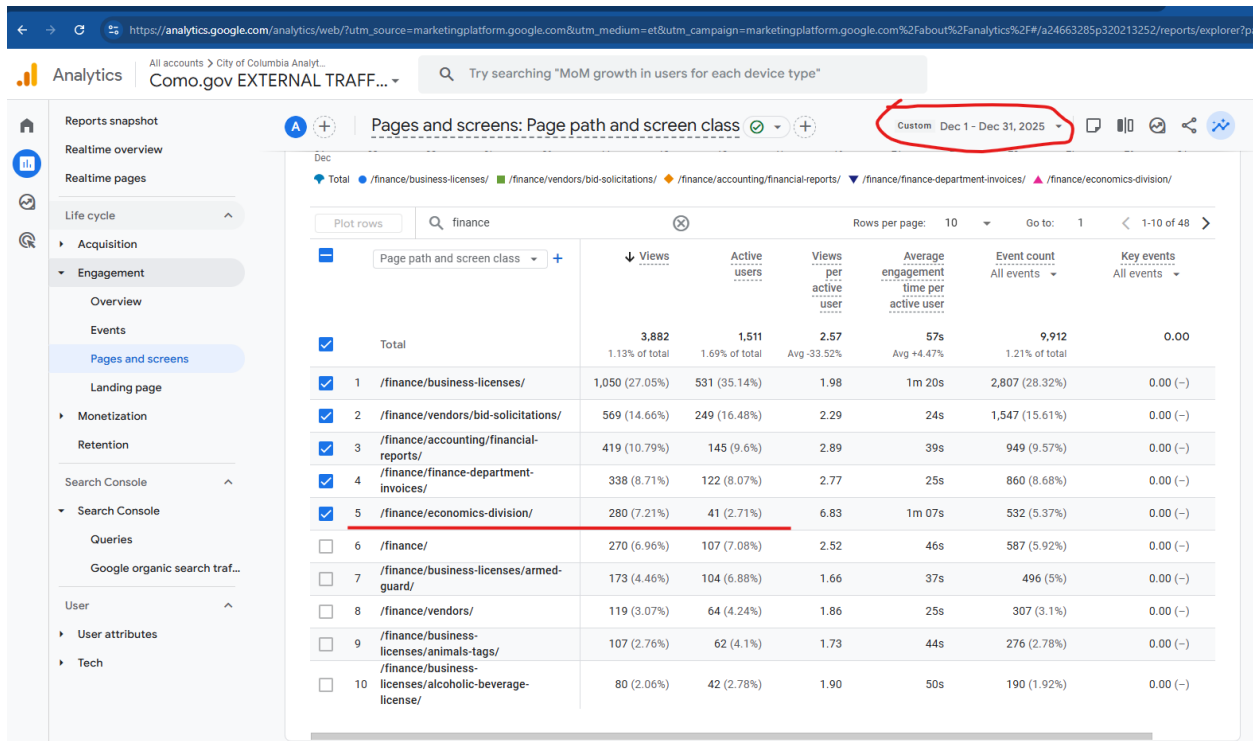 https://analytics.google.com/analytics/web/?utm_source=marketingplatform.google.com&utm_medium=et&utm_campaign=marketingplatform.google.com%2Fabout%2Fanalytics%2F#/a24663285p320213252/reports/explorer?p
Analytics
All accounts > City of Columbia Analyt...
Como.gov EXTERNAL TRAFF...
Try searching "MoM growth in users for each device type"
Reports snapshot
Realtime overview
Realtime pages
Life cycle
Acquisition
Engagement
Overview
Events
Pages and screens
Landing page
Monetization
Retention
Search Console
Search Console
Queries
Google organic search traf...
User
User attributes
Tech
A
Pages and screens: Page path and screen class
Custom Dec 1 - Dec 31, 2025
Dec
Total /finance/business-licenses/ /finance/vendors/bid-solicitations/ /finance/accounting/financial-reports/ /finance/finance-department-invoices/ /finance/economics-division/
Plot rows finance Rows per page: 10 Go to: 1 1-10 of 48
Page path and screen class + Views Active users Views per active user Average engagement time per active user Event count All events Key events All events
Total 3,882 1,511 2.57 57s 9,912 0.00
1.13% of total 1.69% of total Avg -33.52% Avg +4.47% 1.21% of total
1 /finance/business-licenses/ 1,050 (27.05%) 531 (35.14%) 1.98 1m 20s 2,807 (28.32%) 0.00 (–)
2 /finance/vendors/bid-solicitations/ 569 (14.66%) 249 (16.48%) 2.29 24s 1,547 (15.61%) 0.00 (–)
3 /finance/accounting/financial-reports/ 419 (10.79%) 145 (9.6%) 2.89 39s 949 (9.57%) 0.00 (–)
4 /finance/finance-department-invoices/ 338 (8.71%) 122 (8.07%) 2.77 25s 860 (8.68%) 0.00 (–)
5 /finance/economics-division/ 280 (7.21%) 41 (2.71%) 6.83 1m 07s 532 (5.37%) 0.00 (–)
6 /finance/ 270 (6.96%) 107 (7.08%) 2.52 46s 587 (5.92%) 0.00 (–)
7 /finance/business-licenses/armed-guard/ 173 (4.46%) 104 (6.88%) 1.66 37s 496 (5%) 0.00 (–)
8 /finance/vendors/ 119 (3.07%) 64 (4.24%) 1.86 25s 307 (3.1%) 0.00 (–)
9 /finance/business-licenses/animals-tags/ 107 (2.76%) 62 (4.1%) 1.73 44s 276 (2.78%) 0.00 (–)
10 /finance/business-licenses/alcoholic-beverage-license/ 80 (2.06%) 42 (2.78%) 1.90 50s 190 (1.92%) 0.00 (–)